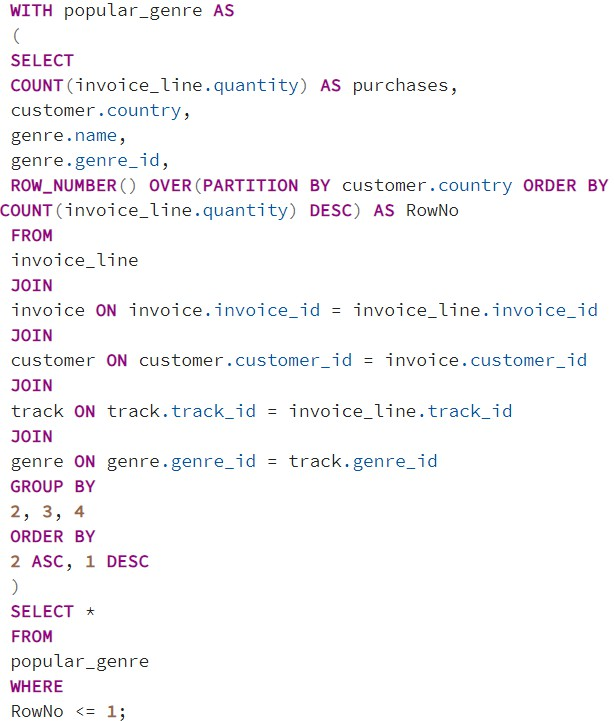 WITH popular_genre AS
(
SELECT
COUNT(invoice_line.quantity) AS purchases,
customer.country,
genre.name,
genre.genre_id,
ROW_NUMBER() OVER(PARTITION BY customer.country ORDER BY
COUNT(invoice_line.quantity) DESC) AS RowNo
FROM
invoice_line
JOIN
invoice ON invoice.invoice_id = invoice_line.invoice_id
JOIN
customer ON customer.customer_id = invoice.customer_id
JOIN
track ON track.track_id = invoice_line.track_id
JOIN
genre ON genre.genre_id = track.genre_id
GROUP BY
2, 3, 4
ORDER BY
2 ASC, 1 DESC
)
SELECT *
FROM
popular_genre
WHERE
RowNo <= 1;